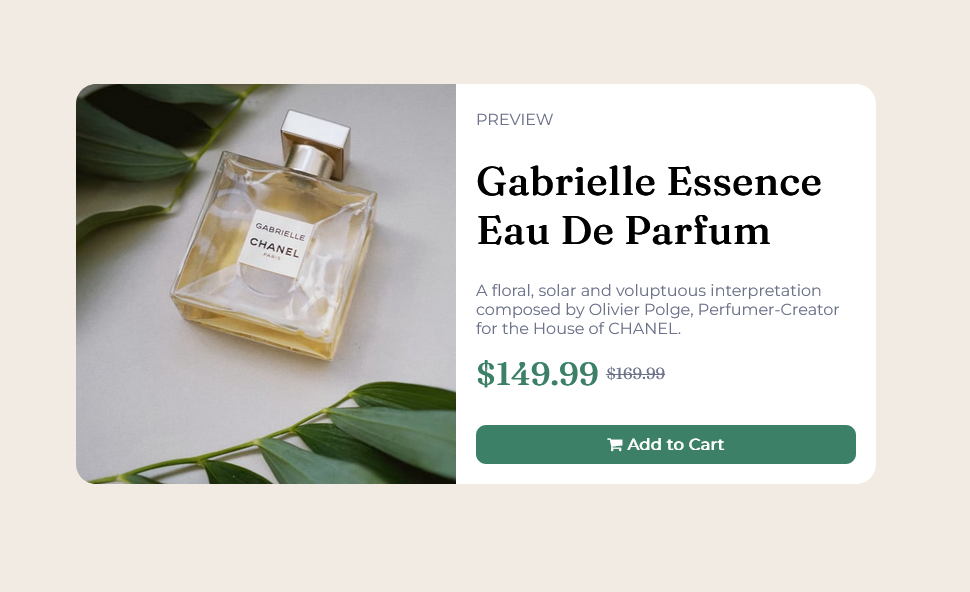 GABRIELLE
CHANEL
PARIS
PREVIEW
Gabrielle Essence
Eau De Parfum
A floral, solar and voluptuous interpretation
composed by Olivier Polge, Perfumer-Creator
for the House of CHANEL.
$149.99 $169.99
Add to Cart